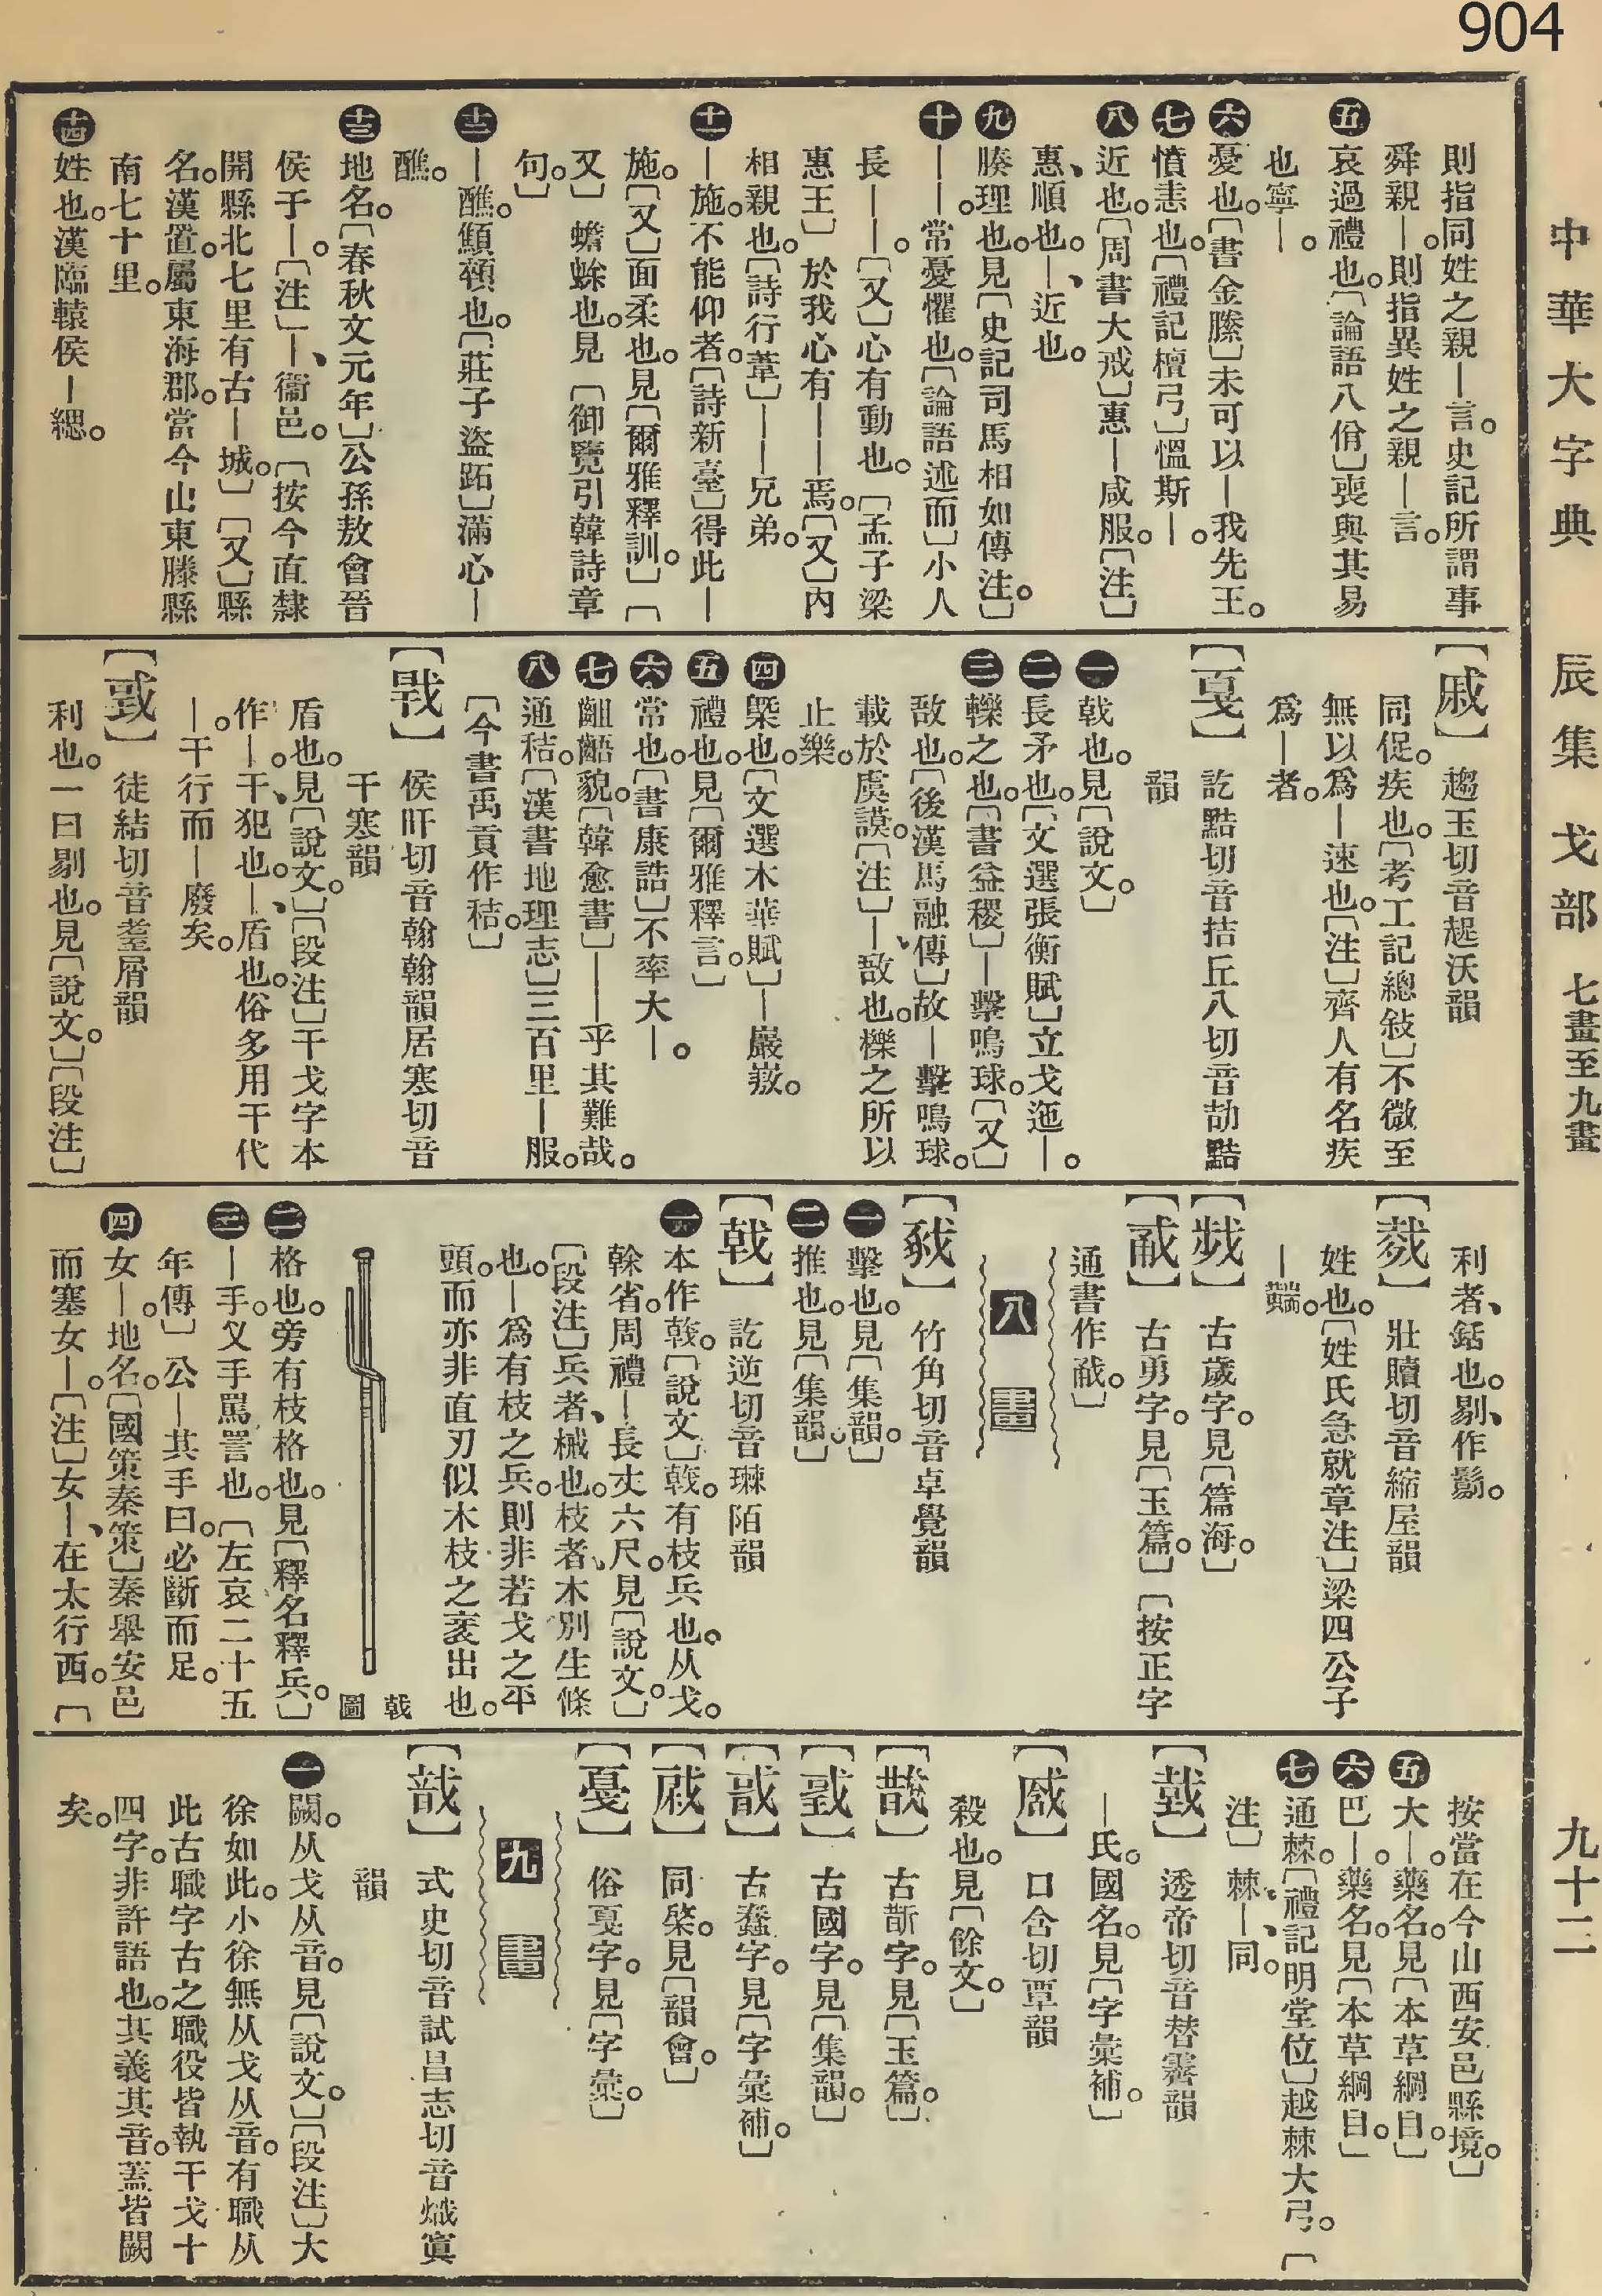 904
中華大字典 辰集 戈部 七畫至九畫 九十二
則指同姓之親—言。史記所謂事
舜親—。則指異姓之親—言。
五 哀過禮也。〔論語八佾〕喪與其易
也寧—。
六 憂也。〔書金縢〕未可以—我先王。
七 憤恚也。〔禮記檀弓〕慍斯—。
八 近也。〔周書大戒〕惠—咸服。〔注〕
惠、順也。—、近也。
九 腠理也。見〔史記司馬相如傳注。〕
十 ——。常憂懼也。〔論語述而〕小人
長——。〔又〕心有動也。〔孟子梁
惠王〕於我心有——焉。〔又〕內
相親也。〔詩行葦〕——兄弟。
十一 —施。不能仰者。〔詩新臺〕得此—
施。〔又〕面柔也。見〔爾雅釋訓。〕〔
又〕蟾蜍也。見〔御覽引韓詩章
句。〕
十二 —醮。顦顇也。〔莊子盜跖〕滿心—
醮。
十三 地名。〔春秋文元年〕公孫敖會晉
侯于—。〔注〕—、衞邑。〔按今直隸
開縣北七里有古—城。〕〔又〕縣
名。漢置。屬東海郡。當今山東滕縣
南七十里。
十四 姓也。漢臨轅侯—緦。
【戚】 趨玉切音趗沃韻
同促。疾也。〔考工記總敍〕不微至
無以爲—速也。〔注〕齊人有名疾
爲—者。
【戛】 訖黠切音拮丘八切音劼黠
韻
一 戟也。見〔說文。〕
二 長矛也。〔文選張衡賦〕立戈迤—。
三 轢之也。〔書益稷〕—擊鳴球。〔又〕
敔也。〔後漢馬融傳〕故—擊鳴球。
載於虞謨。〔注〕—、敔也。櫟之所以
止樂。
四 槩也。〔文選木華賦〕—巖嶅。
五 禮也。見〔爾雅釋言。〕
六 常也。〔書康誥〕不率大—。
七 齟齬貌。〔韓愈書〕——乎其難哉。
八 通秸。〔漢書地理志〕三百里—服。
〔今書禹貢作秸。〕
【戰】 侯旰切音翰翰韻居寒切音
干寒韻
盾也。見〔說文。〕〔段注〕干戈字本
作—。干、犯也。—、盾也。俗多用干代
—。干行而—廢矣。
【㦶】 徒結切音耋屑韻
利也。一曰剔也。見〔說文。〕〔段注〕
利者、銛也。剔、作鬄。
壯贖切音縮屋韻
姓也。〔姓氏急就章注〕梁四公子
—䵎。
古歲字。見〔篇海。〕
古勇字。見〔玉篇。〕〔按正字
通書作㦷。〕
八畫
竹角切音卓覺韻
一 擊也。見〔集韻。〕
二 推也。見〔集韻。〕
【戟】 訖逆切音㻷陌韻
一 本作㦸。〔說文〕㦸。有枝兵也。从戈。
榦省。周禮—長丈六尺。見〔說文。〕
〔段注〕兵者、械也。枝者、木別生條
也。—爲有枝之兵。則非若戈之平
頭。而亦非直刃似木枝之衺出也。
戟圖
二 格也。旁有枝格也。見〔釋名釋兵。〕
三 —手。㕚手罵詈也。〔左哀二十五
年傳〕公—其手曰。必斷而足。
四 女—。地名。〔國策秦策〕秦舉安邑
而塞女—。〔注〕女—、在太行西。〔
按當在今山西安邑縣境。〕
五 大—。藥名。見〔本草綱目。〕
六 巴—。藥名。見〔本草綱目。〕
七 通棘。〔禮記明堂位〕越棘大弓。〔
注〕棘、—、同。
透帝切音替霽韻
—氏。國名。見〔字彙補。〕
口含切覃韻
殺也。見〔餘文。〕
古㪿字。見〔玉篇。〕
古國字。見〔集韻。〕
古蠢字。見〔字彙補。〕
同棨。見〔韻會。〕
【戞】 俗戛字。見〔字彙。〕
九畫
【戠】 式史切音試昌志切音熾寘
韻
一 闕。从戈从音。見〔說文。〕〔段注〕大
徐如此。小徐無从戈从音。有職从
此。古職字。古之職役皆執干戈十
四字。非許語也。其義其音。蓋皆闕
矣。